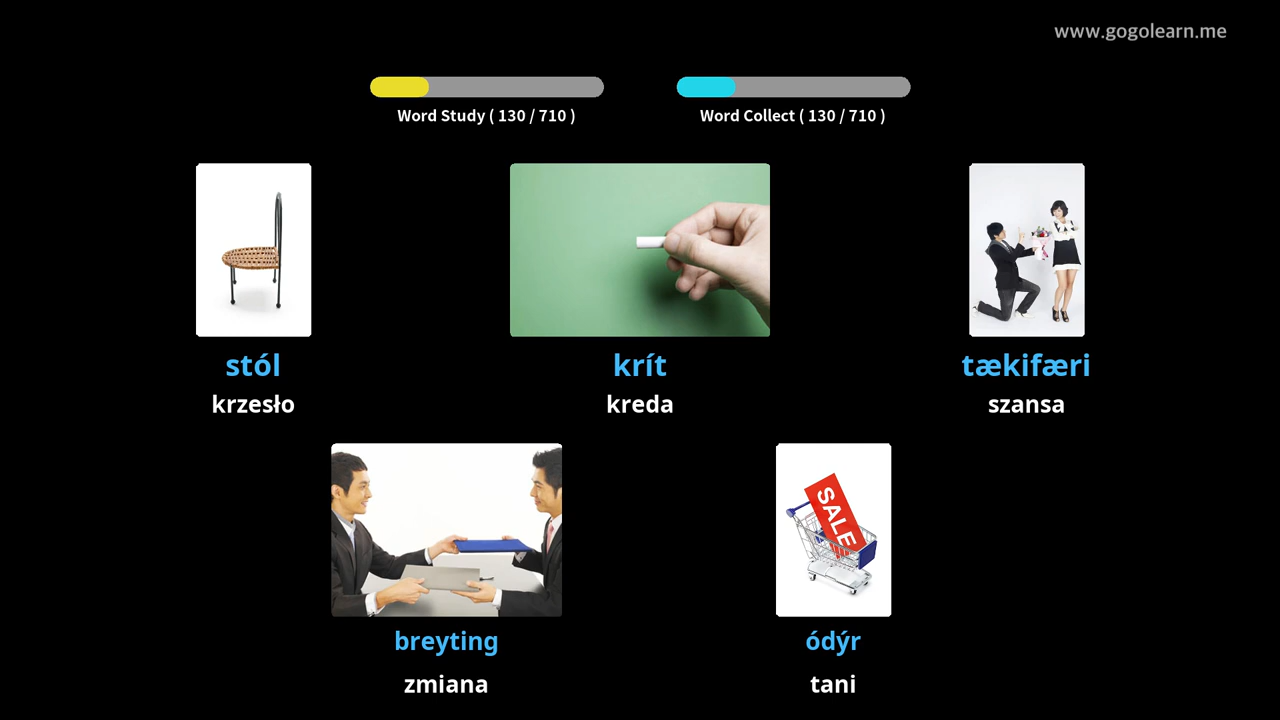 www.gogolearn.me
Word Study ( 130 / 710 )
Word Collect ( 130 / 710 )
stól
krzesło
krít
kreda
tækifæri
szansa
SALE
breyting
zmiana
ódýr
tani